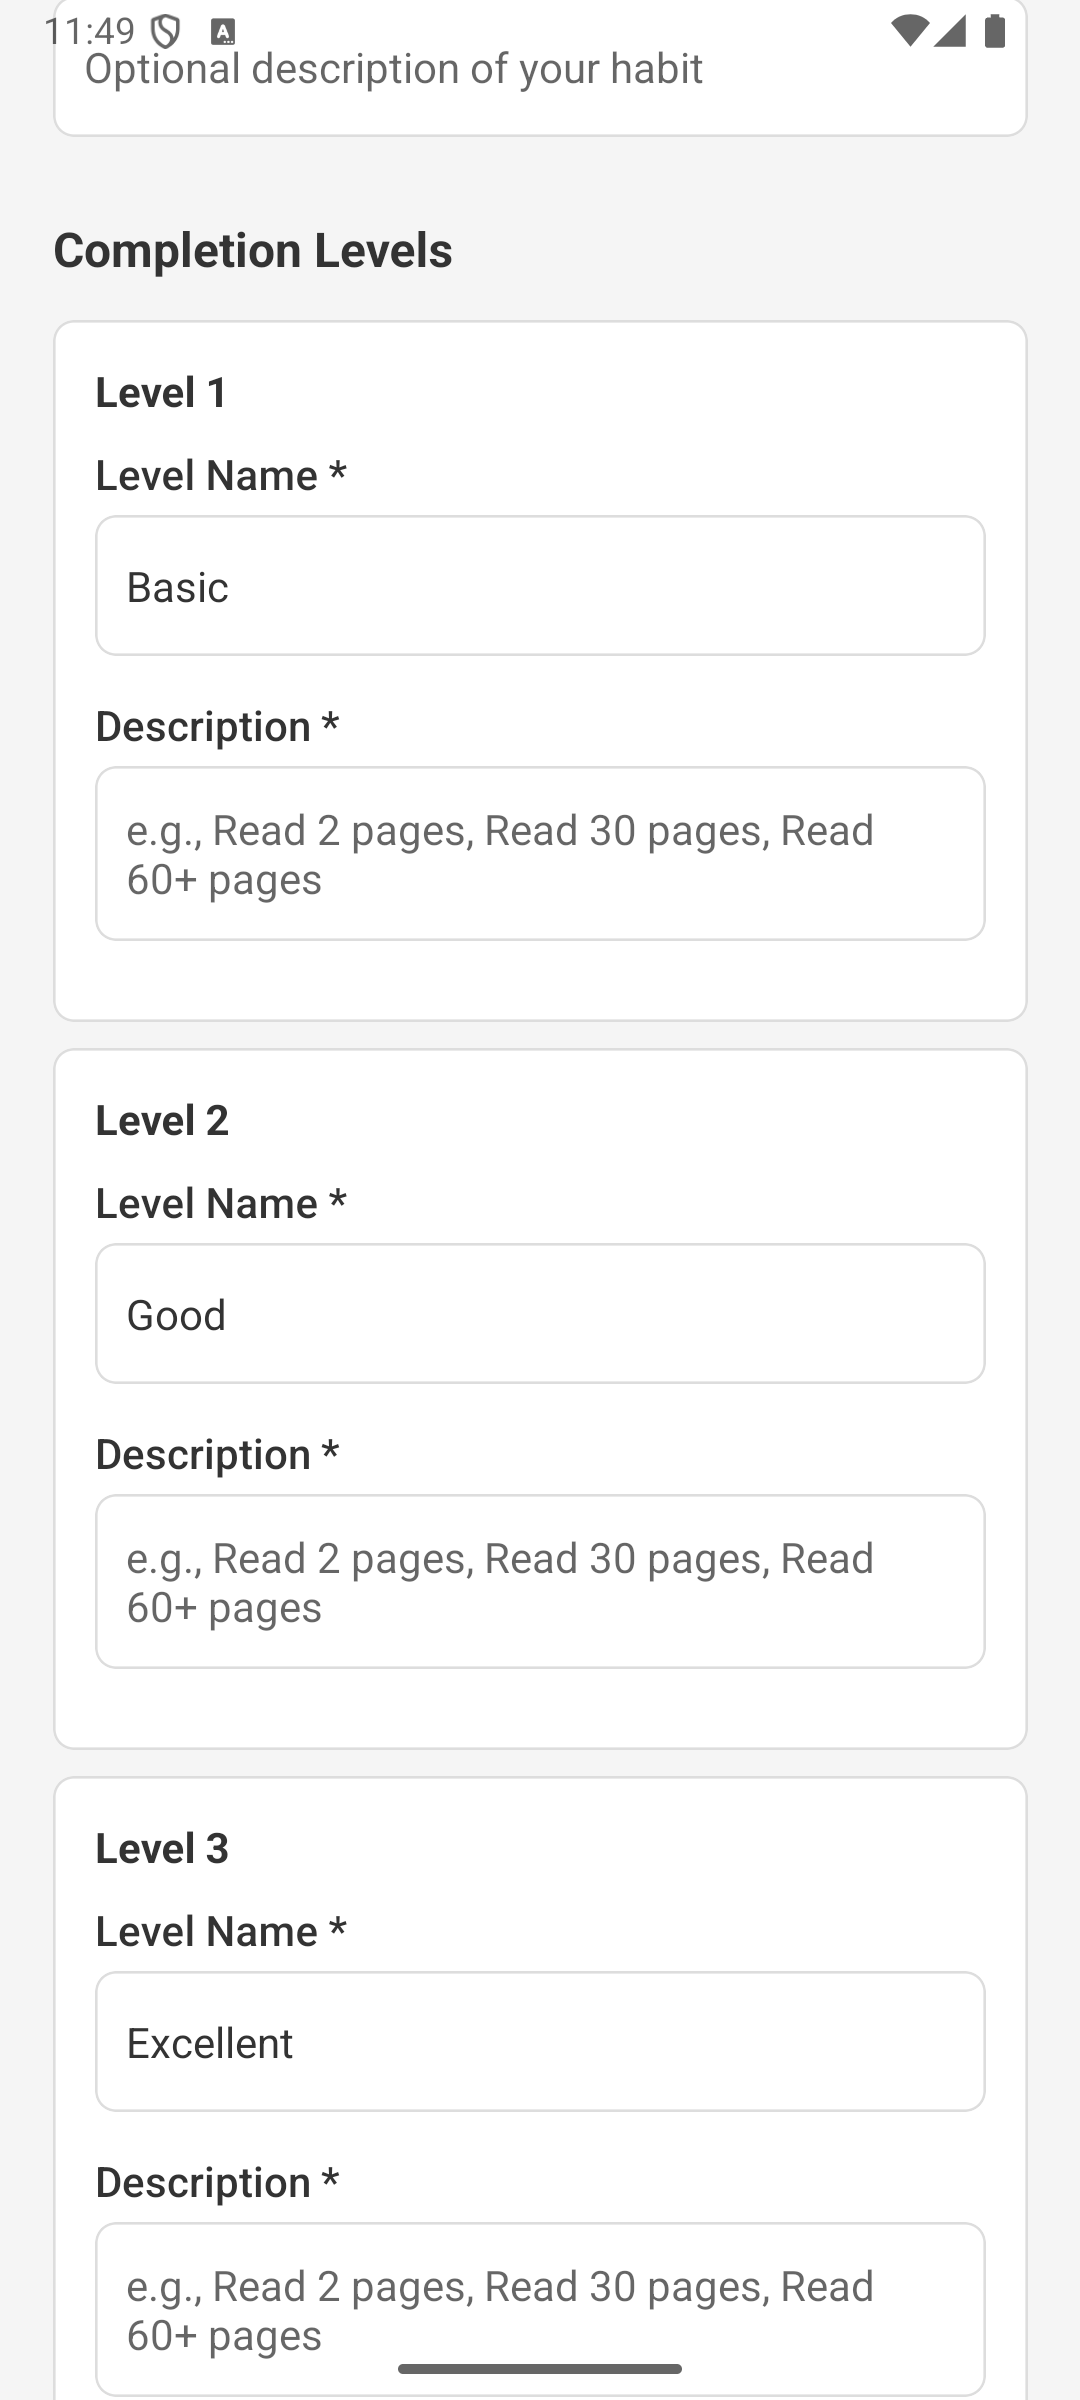 11:49
Optional description of your habit
Completion Levels
Level 1
Level Name *
Basic
Description *
e.g., Read 2 pages, Read 30 pages, Read
60+ pages
Level 2
Level Name *
Good
Description *
e.g., Read 2 pages, Read 30 pages, Read
60+ pages
Level 3
Level Name *
Excellent
Description *
e.g., Read 2 pages, Read 30 pages, Read
60+ pages